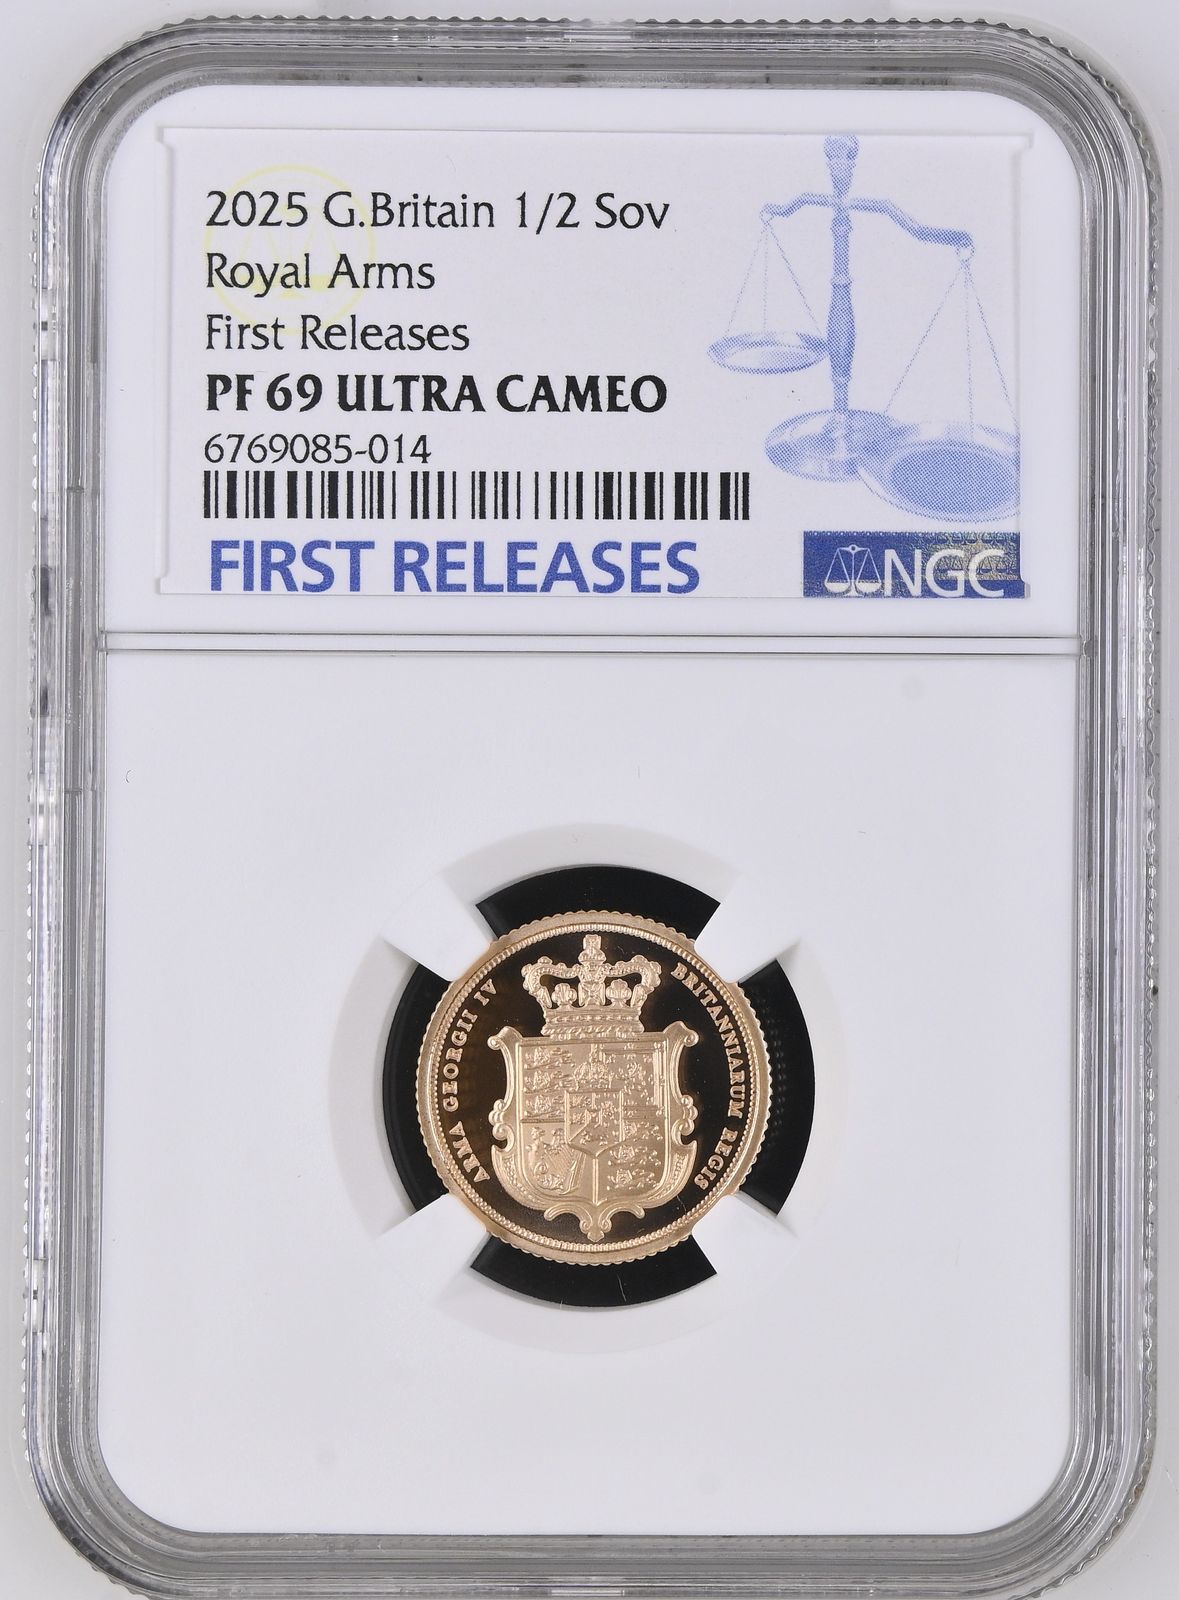 2025 G.Britain 1/2 Sov
Royal Arms
First Releases
PF 69 ULTRA CAMEO
6769085-014
FIRST RELEASES
NGC
ARMA GEORGII IV
BRITANNIARUM REGIS